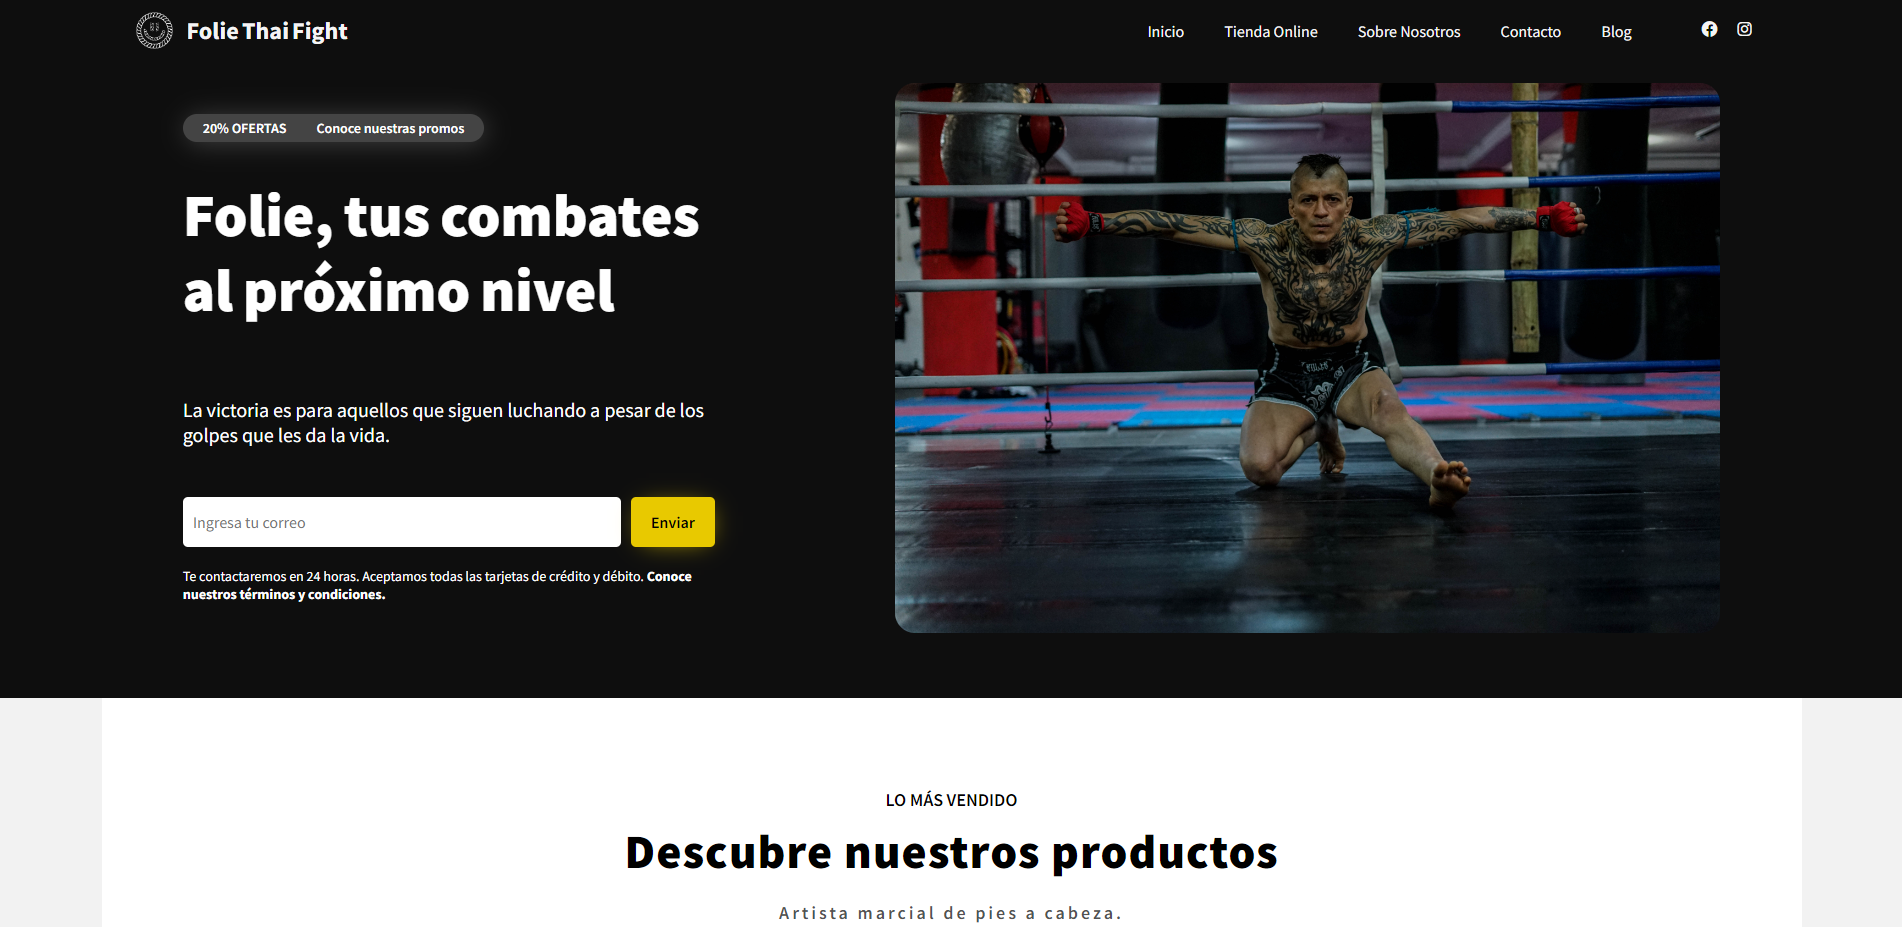 Folie Thai Fight
Inicio
Tienda Online
Sobre Nosotros
Contacto
Blog
20% OFERTAS
Conoce nuestras promos
Folie, tus combates
al próximo nivel
La victoria es para aquellos que siguen luchando a pesar de los
golpes que les da la vida.
Ingresa tu correo
Enviar
Te contactaremos en 24 horas. Aceptamos todas las tarjetas de crédito y débito. Conoce
nuestros términos y condiciones.
LO MÁS VENDIDO
Descubre nuestros productos
Artista marcial de pies a cabeza.